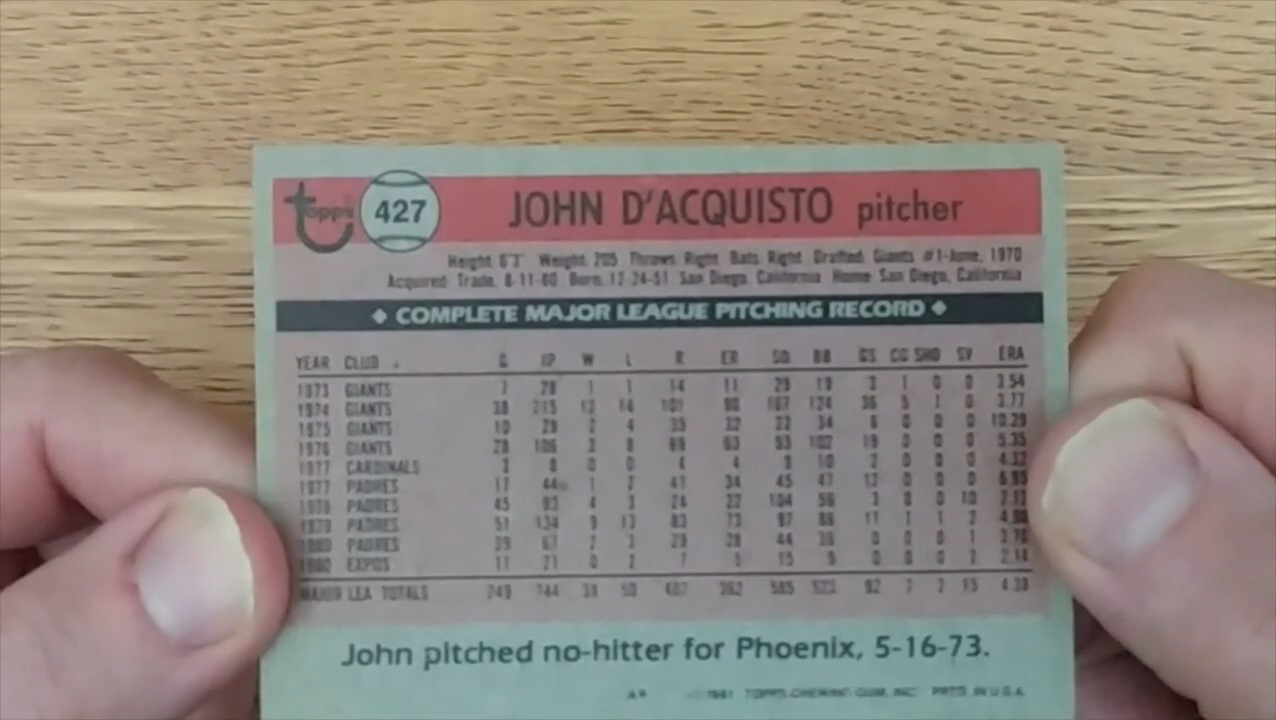 Topps 427 JOHN D'ACQUISTO pitcher
Height 6'3" Weight 205 Throws Right Bats Right Drafted Giants #1-June, 1970
Acquired Trade, 8-11-80 Born 12-24-51 San Diego, California Home San Diego, California
COMPLETE MAJOR LEAGUE PITCHING RECORD
YEAR CLUB G IP W L R ER SO BB GS CG SHO SV ERA
1973 GIANTS 7 28 1 1 14 11 29 19 3 1 0 0 3.54
1974 GIANTS 38 215 12 14 101 90 167 124 36 5 1 0 3.77
1975 GIANTS 10 28 2 4 35 32 22 34 6 0 0 0 10.29
1976 GIANTS 28 106 3 8 69 63 53 102 19 0 0 0 5.35
1977 CARDINALS 3 8 0 0 4 4 9 10 2 0 0 0 4.32
1977 PADRES 17 44 1 2 41 34 45 47 12 0 0 0 6.95
1978 PADRES 45 93 4 3 24 22 104 56 3 0 0 10 2.13
1979 PADRES 51 134 9 13 83 73 97 86 11 1 1 2
1980 PADRES 39 67 2 3 29 28 44 36 0 0 0 1
1980 EXPOS 11 21 0 2 7 5 15 9 0 0 0 2
MAJOR LEA TOTALS 249 744 34 50 407 362 585 523 92 7 2 15 4.38
John pitched no-hitter for Phoenix, 5-16-73.
A* © 1981 TOPPS CHEWING GUM, INC PRTD IN U.S.A.